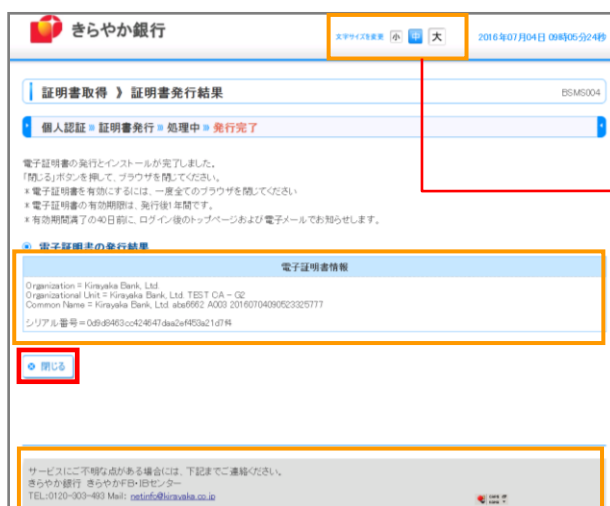 きらやか銀行
文字サイズを変更 小 中 大
2016年07月04日 09時05分24秒
証明書取得 》 証明書発行結果
BSMS004
個人認証 » 証明書発行 » 処理中 » 発行完了
電子証明書の発行とインストールが完了しました。
「閉じる」ボタンを押して、ブラウザを閉じてください。
*電子証明書を有効にするには、一度全てのブラウザを閉じてください
*電子証明書の有効期限は、発行後1年間です。
*有効期間満了の40日前に、ログイン後のトップページおよび電子メールでお知らせします。
電子証明書の発行結果
電子証明書情報
Organization = Kirayaka Bank, Ltd.
Organizational Unit = Kirayaka Bank, Ltd. TEST CA - G2
Common Name = Kirayaka Bank, Ltd. abs6662 A003 20160704090523325777
シリアル番号=0d9d8463cc424647daa2ef453a21d7f4
閉じる
サービスにご不明な点がある場合には、下記までご連絡ください。
きらやか銀行 きらやかFB・IBセンター
TEL:0120-003-493 Mail: netinfo@kirayaka.co.jp